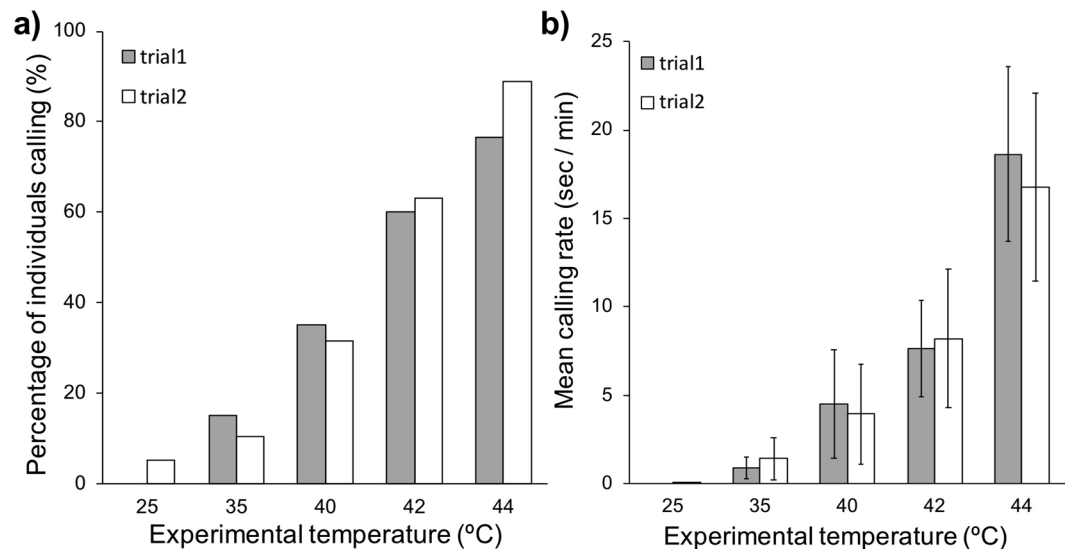 a)
Percentage of individuals calling (%)
100
80
60
40
20
0
trial1
trial2
25 35 40 42 44
Experimental temperature (ºC)
b)
Mean calling rate (sec / min)
25
20
15
10
5
0
trial1
trial2
25 35 40 42 44
Experimental temperature (ºC)